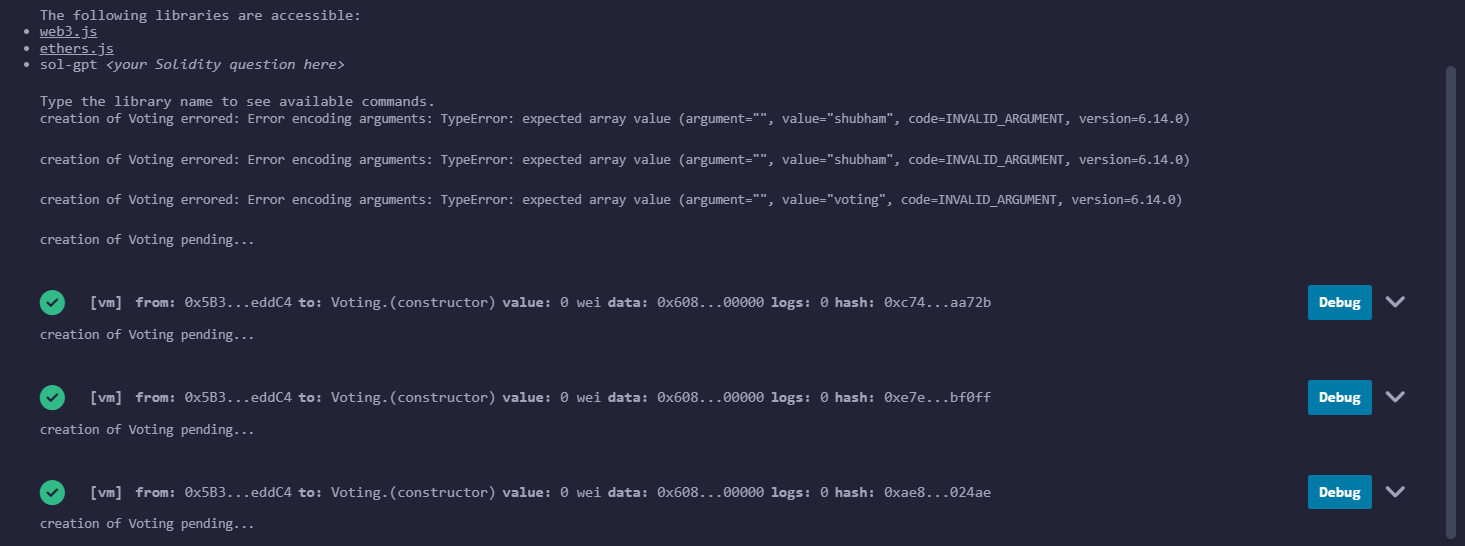 The following libraries are accessible:
• web3.js
• ethers.js
• sol-gpt <your Solidity question here>
Type the library name to see available commands.
creation of Voting errored: Error encoding arguments: TypeError: expected array value (argument="", value="shubham", code=INVALID_ARGUMENT, version=6.14.0)
creation of Voting errored: Error encoding arguments: TypeError: expected array value (argument="", value="shubham", code=INVALID_ARGUMENT, version=6.14.0)
creation of Voting errored: Error encoding arguments: TypeError: expected array value (argument="", value="voting", code=INVALID_ARGUMENT, version=6.14.0)
creation of Voting pending...
[vm] from: 0x5B3...eddC4 to: Voting.(constructor) value: 0 wei data: 0x608...00000 logs: 0 hash: 0xc74...aa72b Debug
creation of Voting pending...
[vm] from: 0x5B3...eddC4 to: Voting.(constructor) value: 0 wei data: 0x608...00000 logs: 0 hash: 0xe7e...bf0ff Debug
creation of Voting pending...
[vm] from: 0x5B3...eddC4 to: Voting.(constructor) value: 0 wei data: 0x608...00000 logs: 0 hash: 0xae8...024ae Debug
creation of Voting pending...